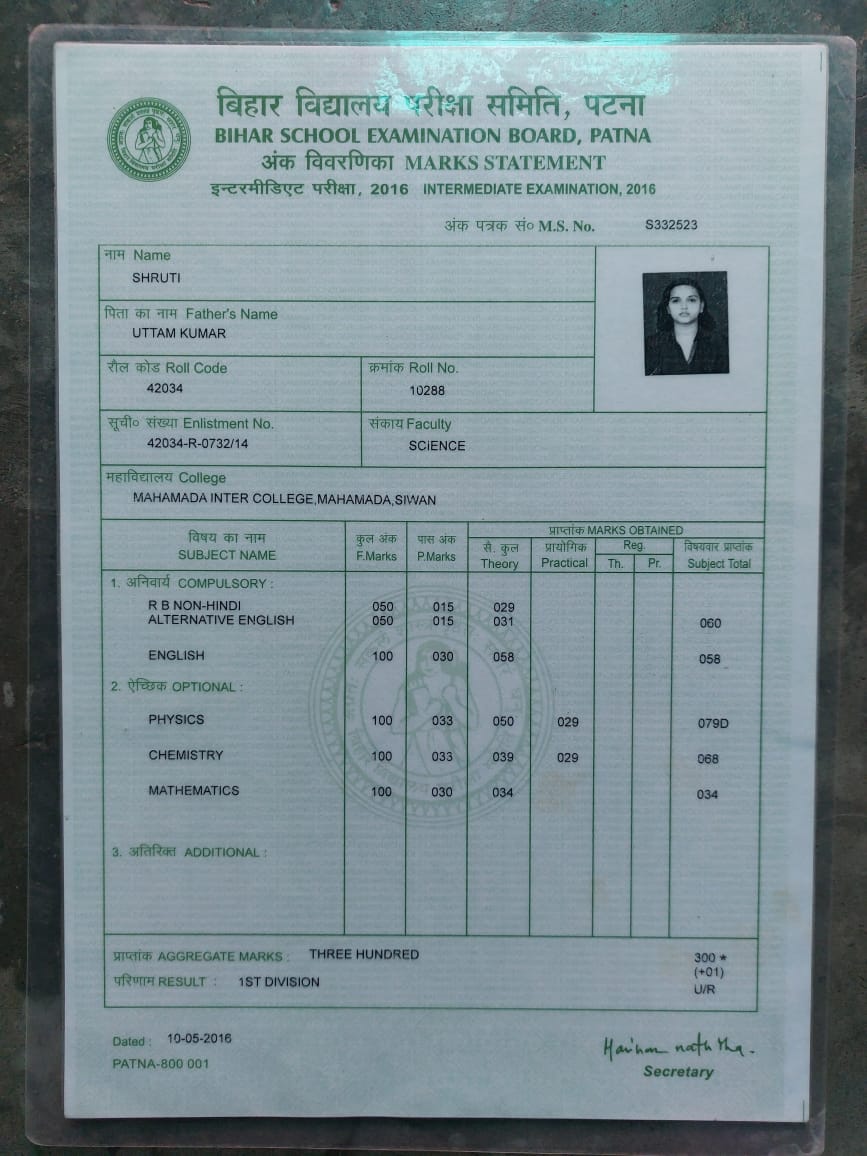 बिहार विद्यालय परीक्षा समिति, पटना
BIHAR SCHOOL EXAMINATION BOARD, PATNA
अंक विवरणिका MARKS STATEMENT
इन्टरमीडिएट परीक्षा, 2016 INTERMEDIATE EXAMINATION, 2016
अंक पत्रक सं० M.S. No. S332523
नाम Name
SHRUTI
पिता का नाम Father's Name
UTTAM KUMAR
रौल कोड Roll Code क्रमांक Roll No.
42034 10288
सूची० संख्या Enlistment No. संकाय Faculty
42034-R-0732/14 SCiENCE
महाविद्यालय College
MAHAMADA INTER COLLEGE,MAHAMADA,SIWAN
विषय का नाम कुल अंक पास अंक प्राप्तांक MARKS OBTAINED
SUBJECT NAME F.Marks P.Marks सै. कुल Theory प्रायोगिक Practical Reg. Th. Pr. विषयवार प्राप्तांक Subject Total
1. अनिवार्य COMPULSORY :
R B NON-HINDI 050 015 029
ALTERNATIVE ENGLISH 050 015 031 060
ENGLISH 100 030 058 058
2. ऐच्छिक OPTIONAL :
PHYSICS 100 033 050 029 079D
CHEMISTRY 100 033 039 029 068
MATHEMATICS 100 030 034 034
3. अतिरिक्त ADDITIONAL :
प्राप्तांक AGGREGATE MARKS : THREE HUNDRED 300 *
(+01)
परिणाम RESULT : 1ST DIVISION U/R
Dated : 10-05-2016
PATNA-800 001
Secretary